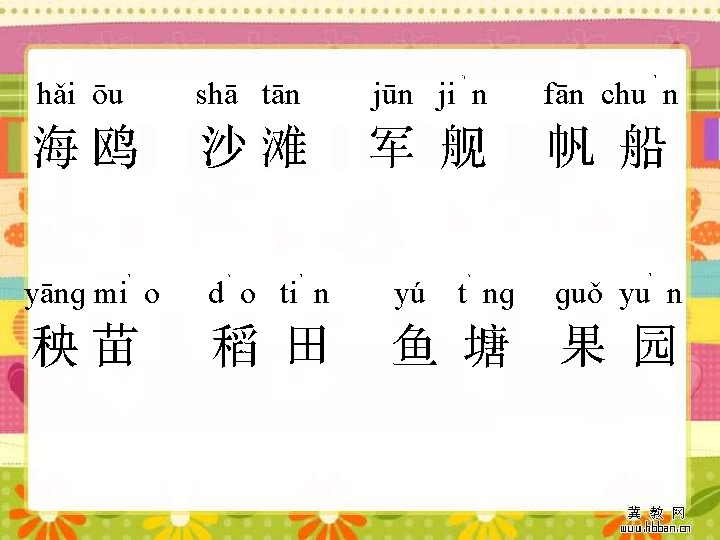 hǎi ōu shā tān jūn ji`n fān chu`n
海鸥 沙滩 军舰 帆船
yāng mi`o d`o ti`n yú t`ng guǒ yu`n
秧苗 稻田 鱼塘 果园
冀教网
www.hbban.cn